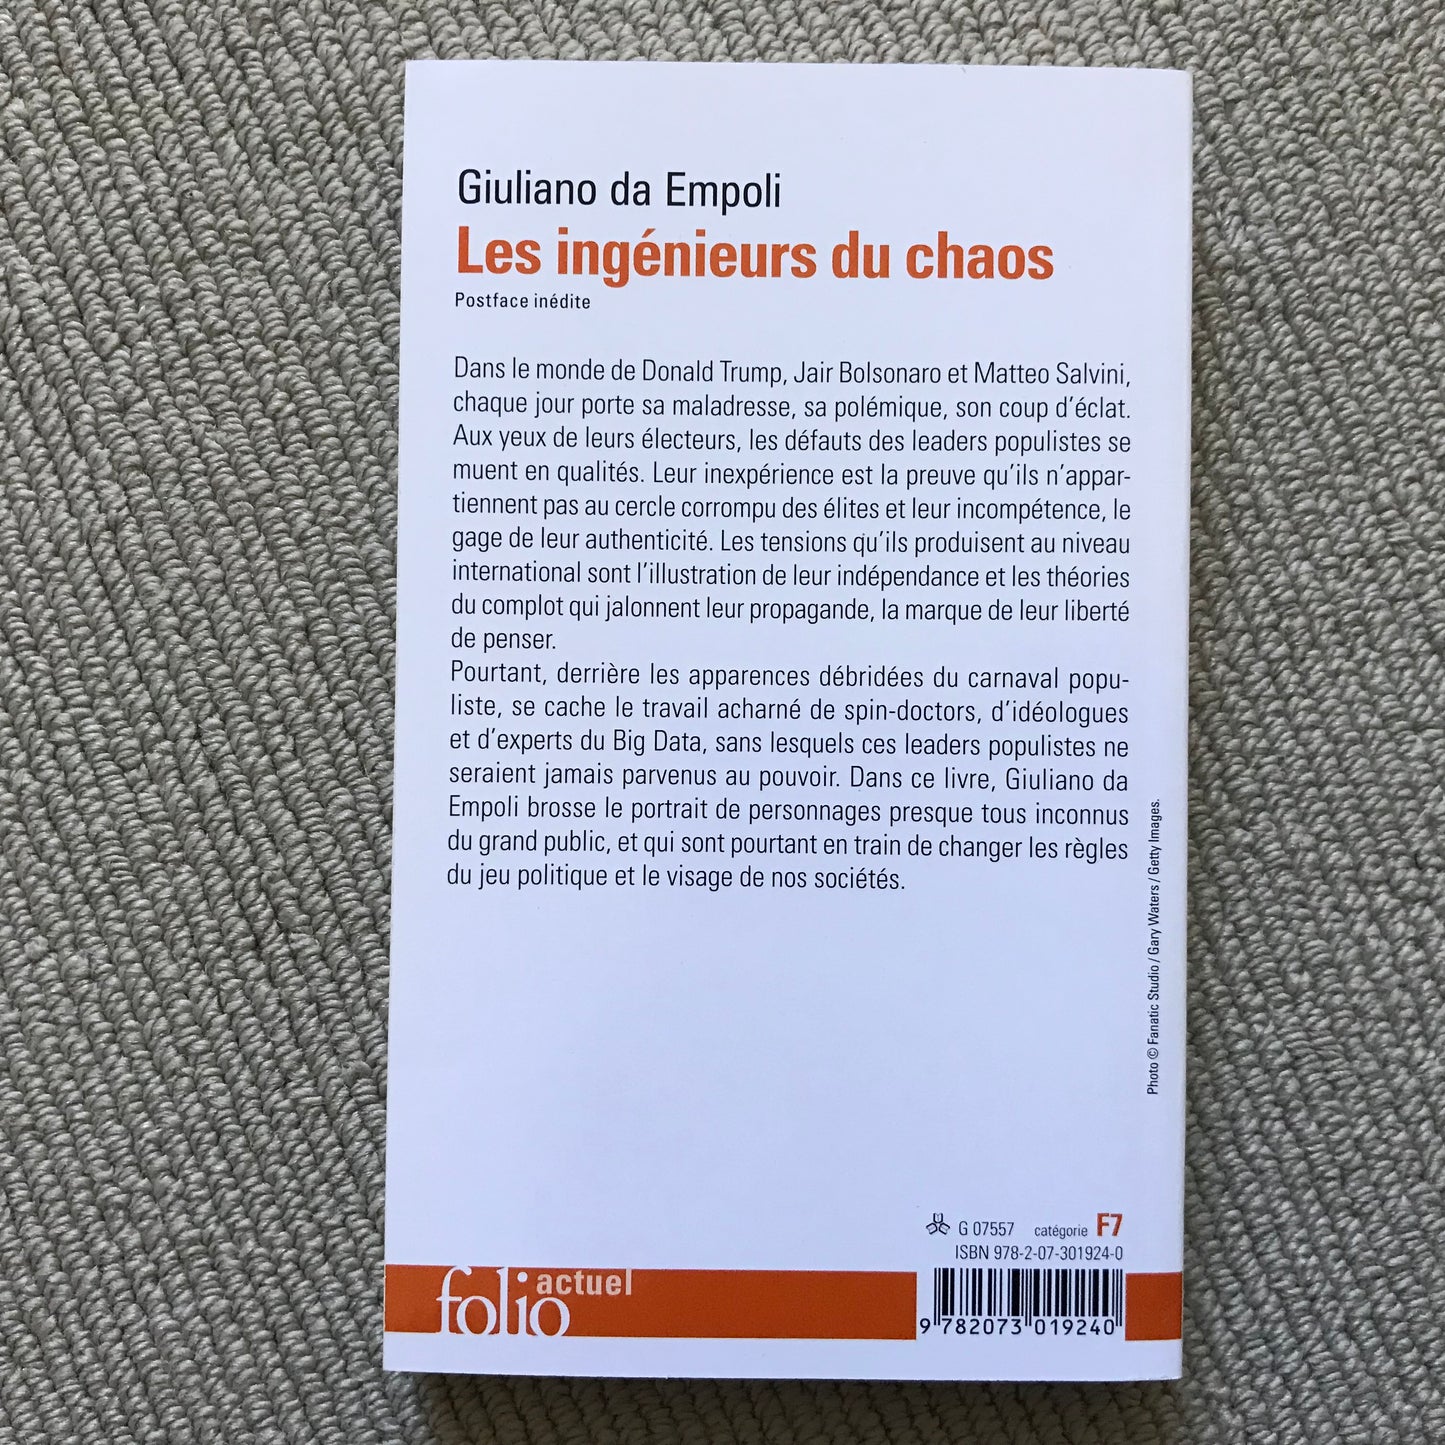 Giuliano da Empoli
Les ingénieurs du chaos
Postface inédite
Dans le monde de Donald Trump, Jair Bolsonaro et Matteo Salvini,
chaque jour porte sa maladresse, sa polémique, son coup d'éclat.
Aux yeux de leurs électeurs, les défauts des leaders populistes se
muent en qualités. Leur inexpérience est la preuve qu'ils n'appar-
tiennent pas au cercle corrompu des élites et leur incompétence, le
gage de leur authenticité. Les tensions qu'ils produisent au niveau
international sont l'illustration de leur indépendance et les théories
du complot qui jalonnent leur propagande, la marque de leur liberté
de penser.
Pourtant, derrière les apparences débridées du carnaval popu-
liste, se cache le travail acharné de spin-doctors, d'idéologues
et d'experts du Big Data, sans lesquels ces leaders populistes ne
seraient jamais parvenus au pouvoir. Dans ce livre, Giuliano da
Empoli brosse le portrait de personnages presque tous inconnus
du grand public, et qui sont pourtant en train de changer les règles
du jeu politique et le visage de nos sociétés.
Photo © Fanatic Studio / Gary Waters / Getty Images.
G 07557 catégorie F7
ISBN 978-2-07-301924-0
folio actuel
9 782073 019240